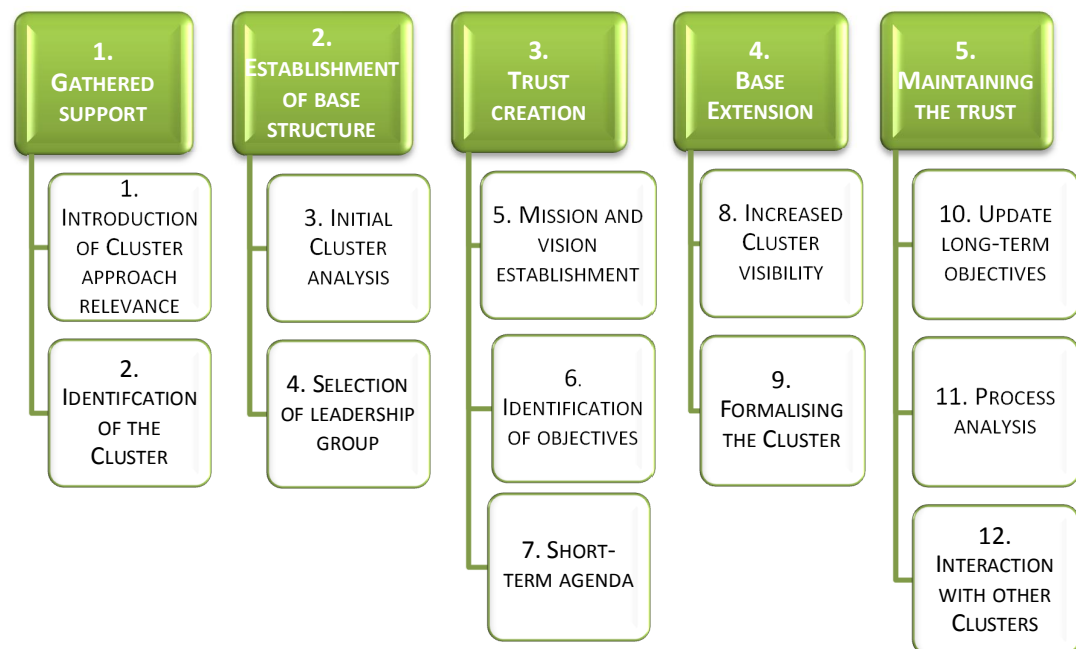 1.
GATHERED
SUPPORT
2.
ESTABLISHMENT
OF BASE
STRUCTURE
3.
TRUST
CREATION
4.
BASE
EXTENSION
5.
MAINTAINING
THE TRUST
1.
INTRODUCTION
OF CLUSTER
APPROACH
RELEVANCE
2.
IDENTIFCATION
OF THE
CLUSTER
3. INITIAL
CLUSTER
ANALYSIS
4. SELECTION
OF LEADERSHIP
GROUP
5. MISSION AND
VISION
ESTABLISHMENT
6.
IDENTIFICATION
OF OBJECTIVES
7. SHORT-
TERM AGENDA
8. INCREASED
CLUSTER
VISIBILITY
9.
FORMALISING
THE CLUSTER
10. UPDATE
LONG-TERM
OBJECTIVES
11. PROCESS
ANALYSIS
12.
INTERACTION
WITH OTHER
CLUSTERS